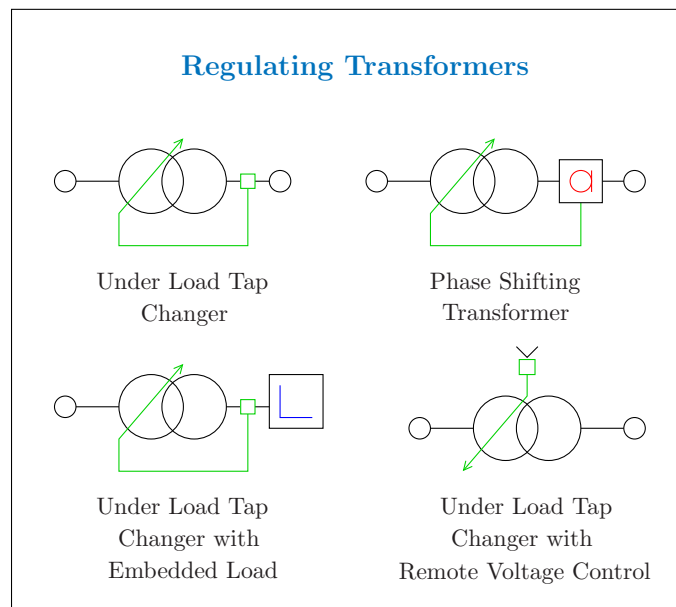 Regulating Transformers
Under Load Tap
Changer
Phase Shifting
Transformer
Under Load Tap
Changer with
Embedded Load
Under Load Tap
Changer with
Remote Voltage Control